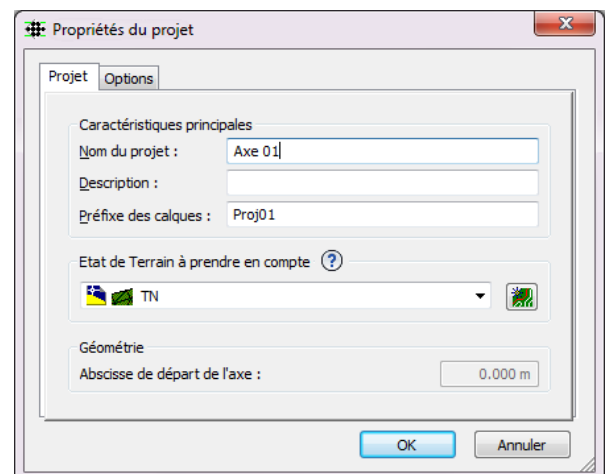 Propriétés du projet
Projet Options
Caractéristiques principales
Nom du projet : Axe 01
Description :
Préfixe des calques : Proj01
Etat de Terrain à prendre en compte ?
TN
Géométrie
Abscisse de départ de l'axe : 0.000 m
OK Annuler